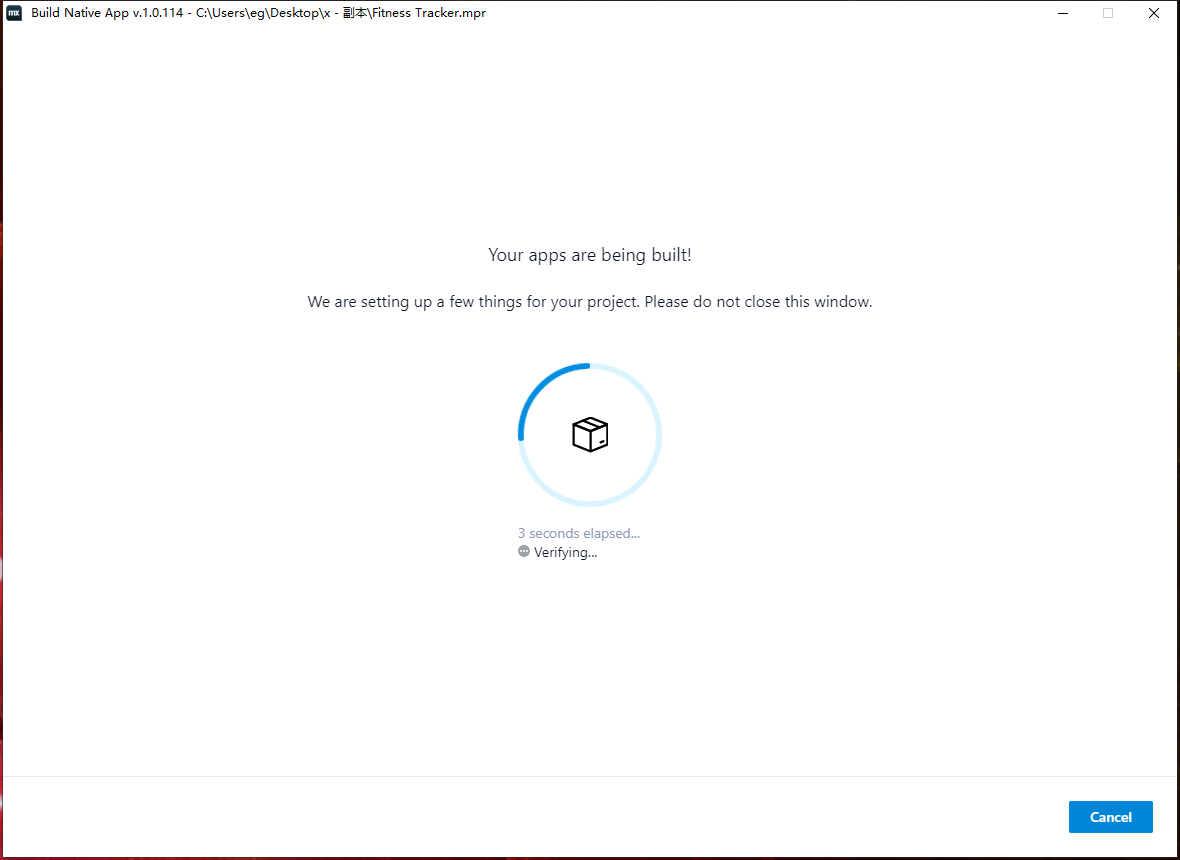 mx Build Native App v.1.0.114 - C:\Users\eg\Desktop\x - 副本\Fitness Tracker.mpr
Your apps are being built!
We are setting up a few things for your project. Please do not close this window.
3 seconds elapsed...
Verifying...
Cancel